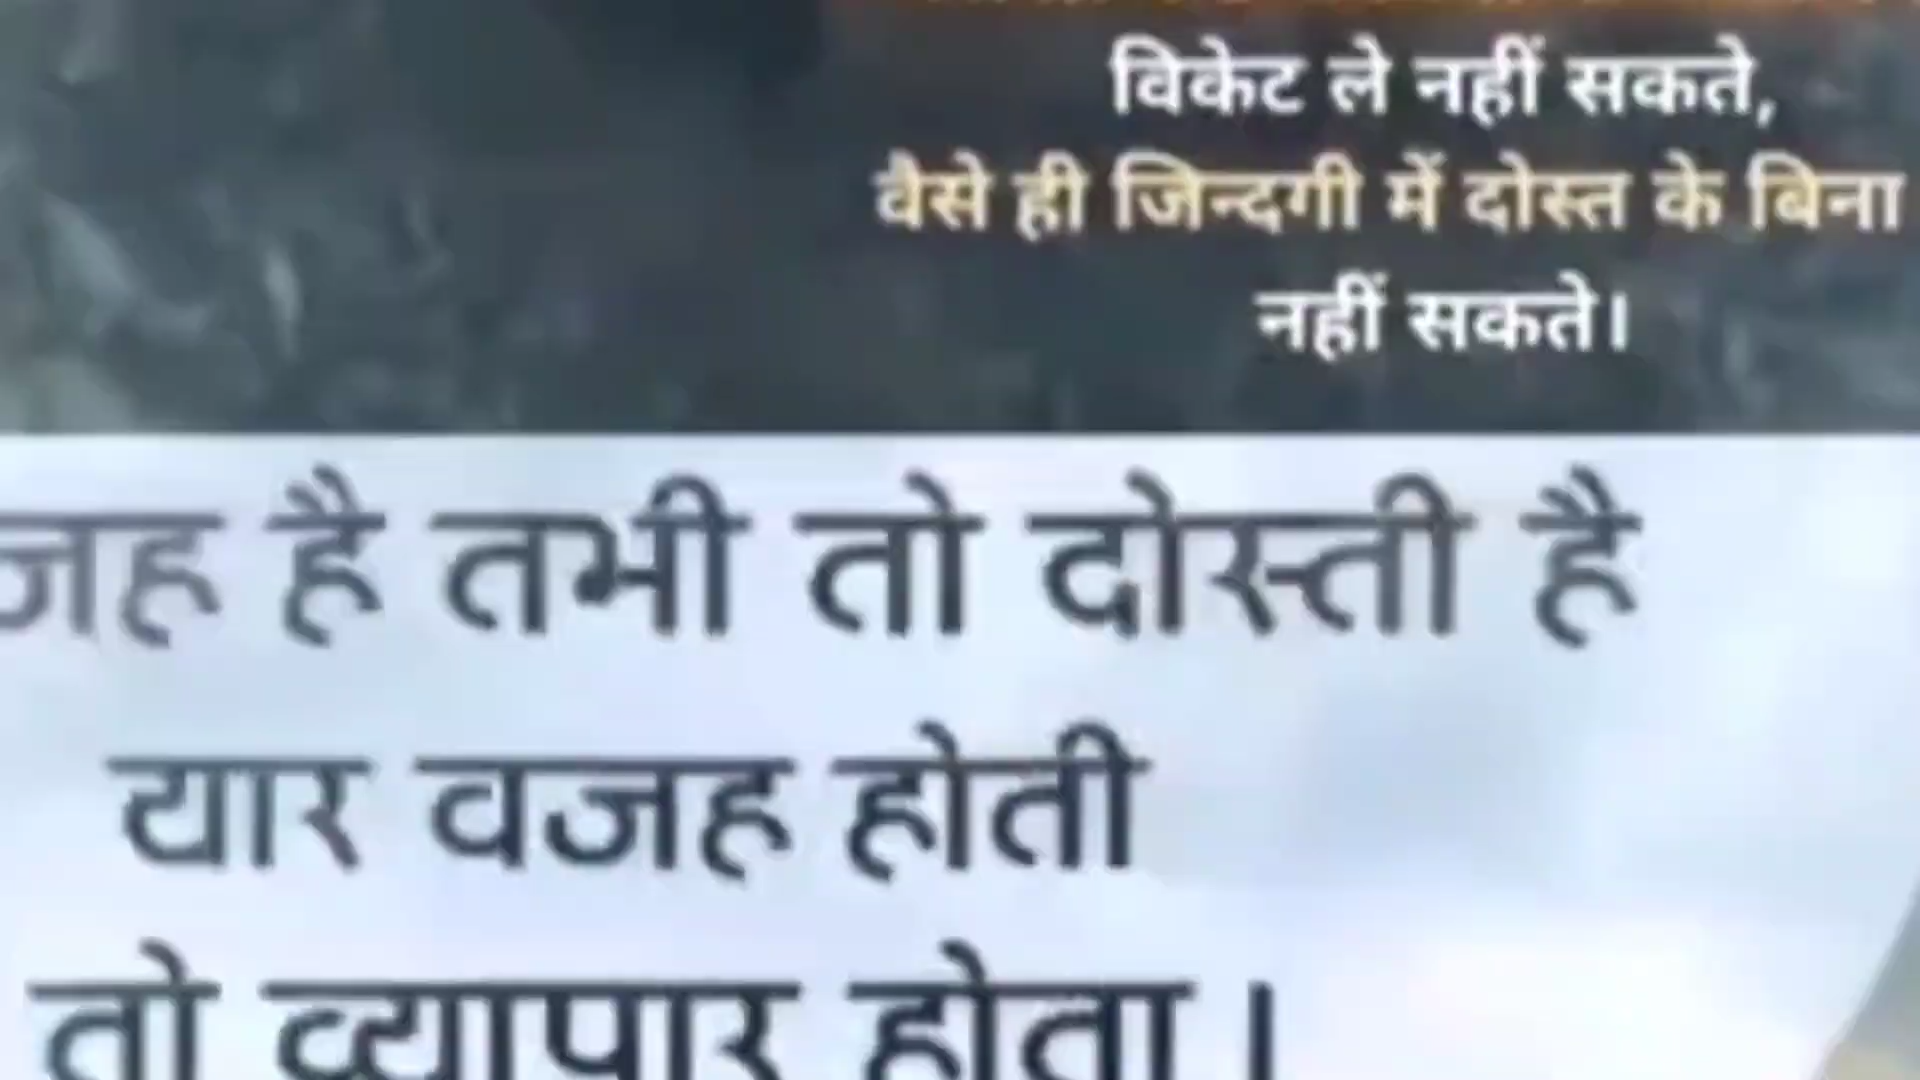 विकेट ले नहीं सकते,
वैसे ही जिन्दगी में दोस्त के बिना
नहीं सकते।
है तभी तो दोस्ती है
यार वजह होती
तो व्यापार होता।